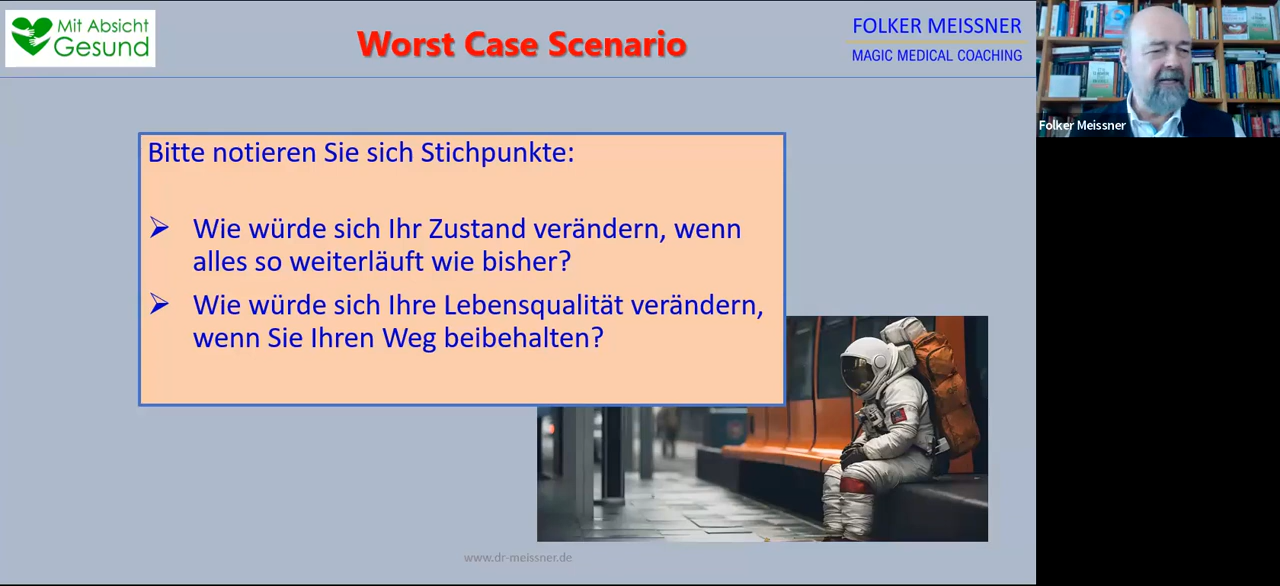 Mit Absicht
Gesund
Worst Case Scenario
FOLKER MEISSNER
MAGIC MEDICAL COACHING
Folker Meissner
Bitte notieren Sie sich Stichpunkte:
➢ Wie würde sich Ihr Zustand verändern, wenn
alles so weiterläuft wie bisher?
➢ Wie würde sich Ihre Lebensqualität verändern,
wenn Sie Ihren Weg beibehalten?
www.dr-meissner.de